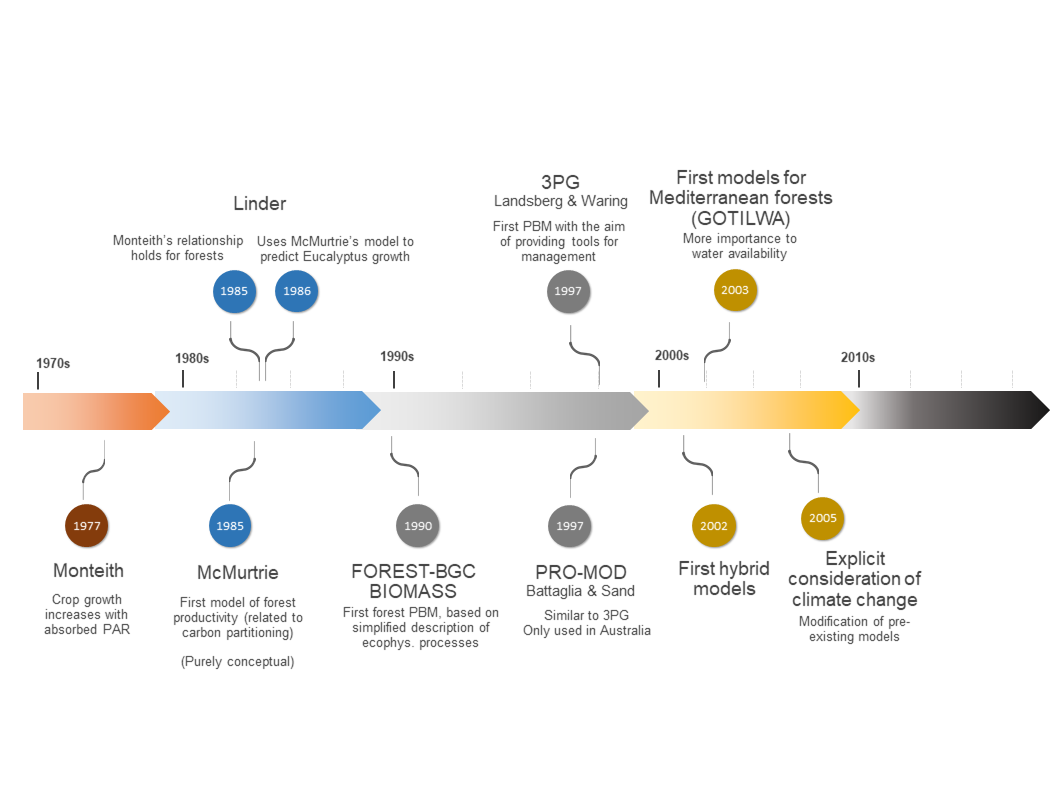 Linder
Monteith's relationship
holds for forests
Uses McMurtrie's model to
predict Eucalyptus growth
1985
1986
3PG
Landsberg & Waring
First PBM with the aim
of providing tools for
management
1997
First models for
Mediterranean forests
(GOTILWA)
More importance to
water availability
2003
1970s
1980s
1990s
2000s
2010s
1977
Monteith
Crop growth
increases with
absorbed PAR
1985
McMurtrie
First model of forest
productivity (related to
carbon partitioning)
(Purely conceptual)
1990
FOREST-BGC
BIOMASS
First forest PBM, based on
simplified description of
ecophys. processes
1997
PRO-MOD
Battaglia & Sand
Similar to 3PG
Only used in Australia
2002
First hybrid
models
2005
Explicit
consideration of
climate change
Modification of pre-
existing models